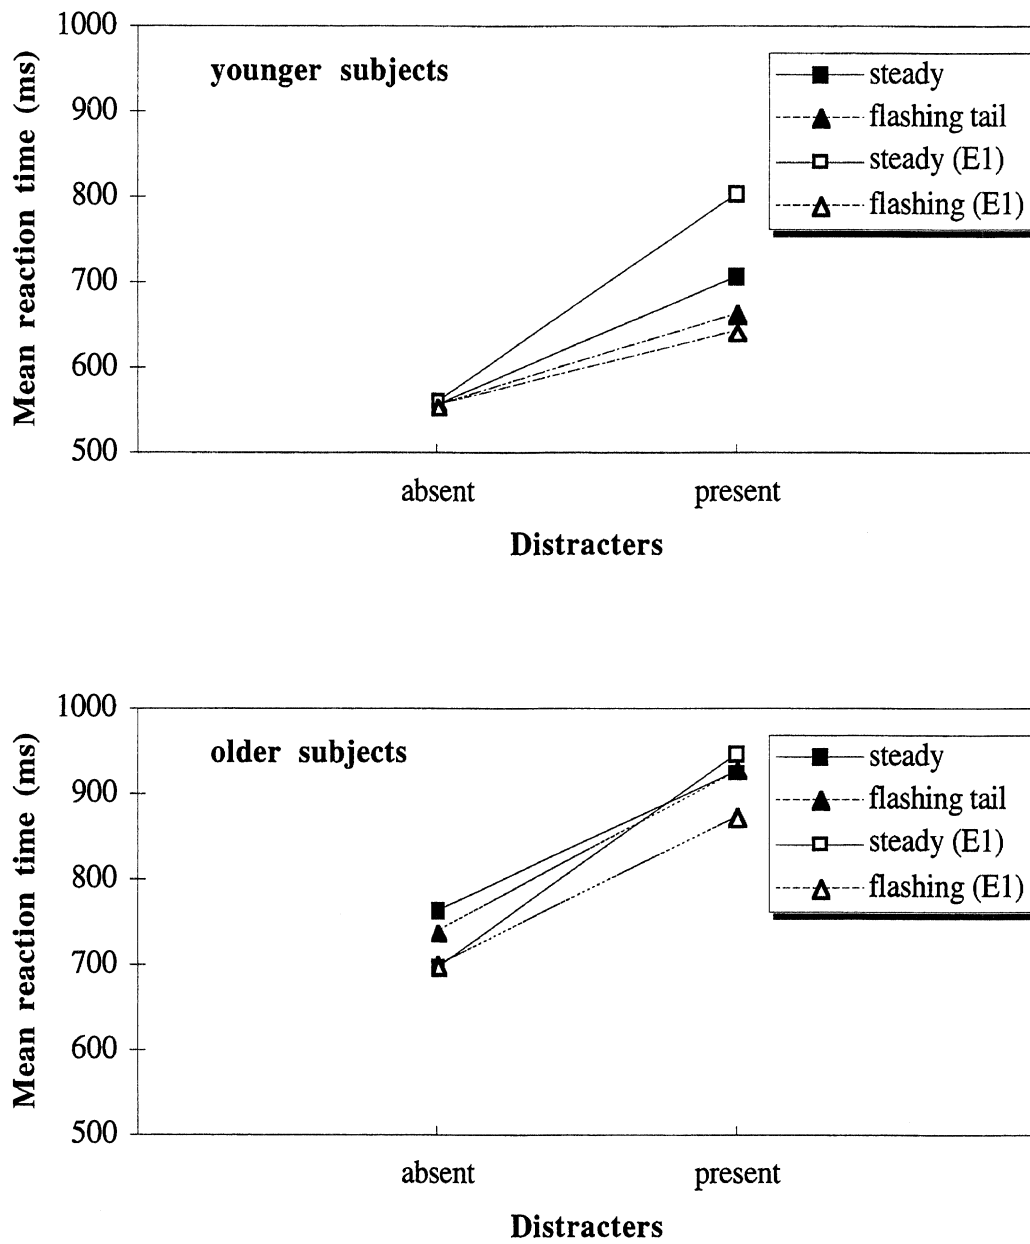 Mean reaction time (ms)
1000
900
800
700
600
500
younger subjects
steady
flashing tail
steady (E1)
flashing (E1)
absent
present
Distracters
Mean reaction time (ms)
1000
900
800
700
600
500
older subjects
steady
flashing tail
steady (E1)
flashing (E1)
absent
present
Distracters